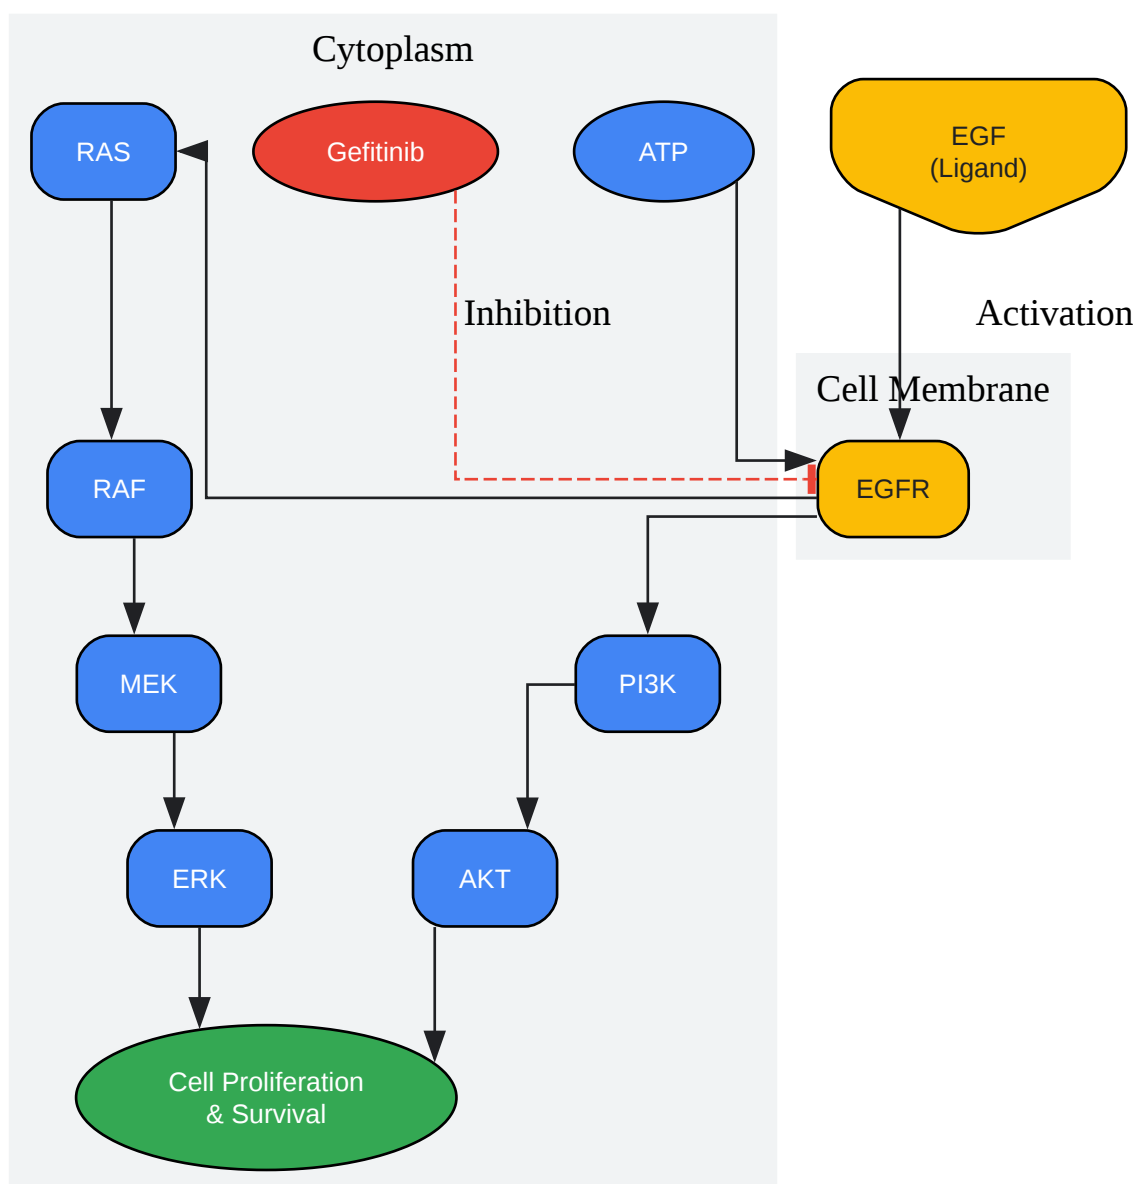 Cytoplasm
RAS
Gefitinib
ATP
EGF
(Ligand)
Inhibition
Activation
Cell Membrane
RAF
EGFR
MEK
PI3K
ERK
AKT
Cell Proliferation
& Survival